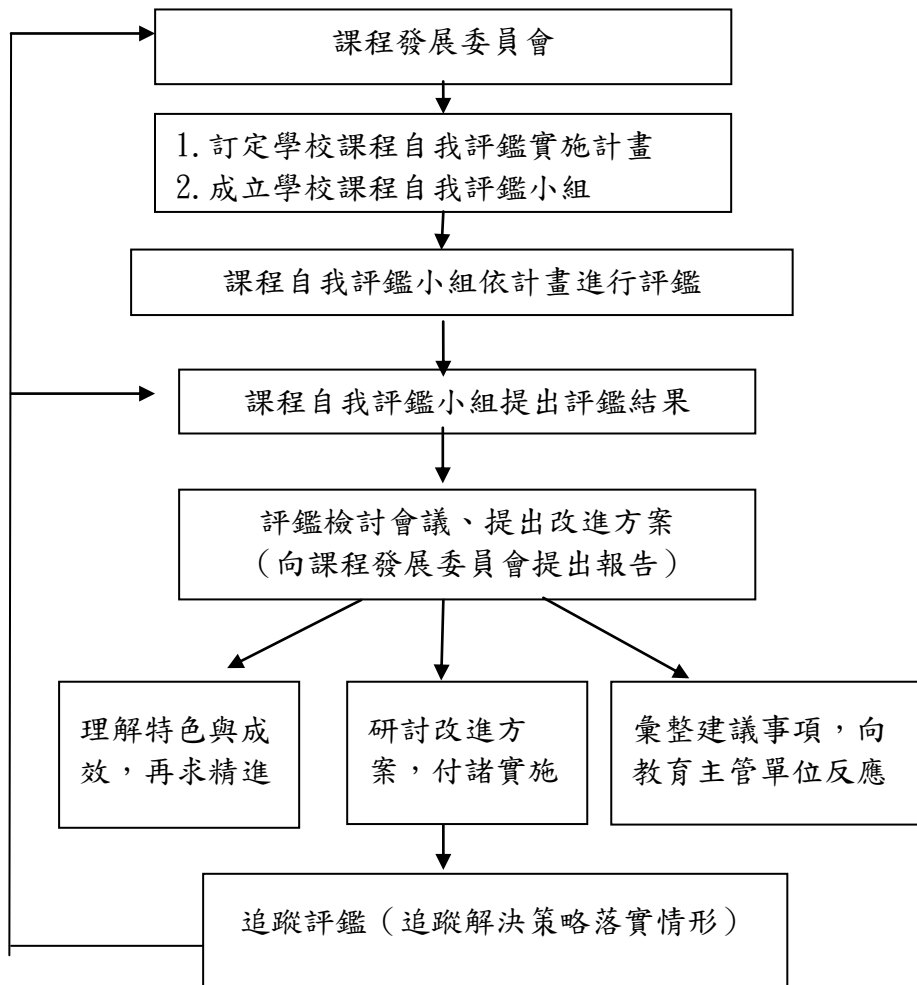 課程發展委員會
1.訂定學校課程自我評鑑實施計畫
2.成立學校課程自我評鑑小組
課程自我評鑑小組依計畫進行評鑑
課程自我評鑑小組提出評鑑結果
評鑑檢討會議、提出改進方案
（向課程發展委員會提出報告）
理解特色與成
效，再求精進
研討改進方
案，付諸實施
彙整建議事項，向
教育主管單位反應
追蹤評鑑（追蹤解決策略落實情形）